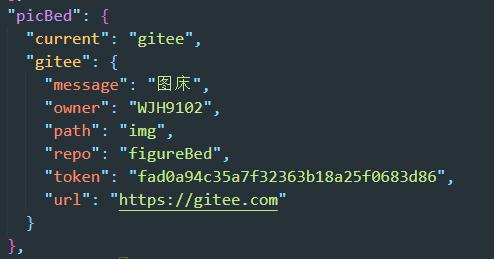 "picBed": {
"current": "gitee",
"gitee": {
"message": "图床",
"owner": "WJH9102",
"path": "img",
"repo": "figureBed",
"token": "fad0a94c35a7f32363b18a25f0683d86",
"url": "https://gitee.com"
}
},